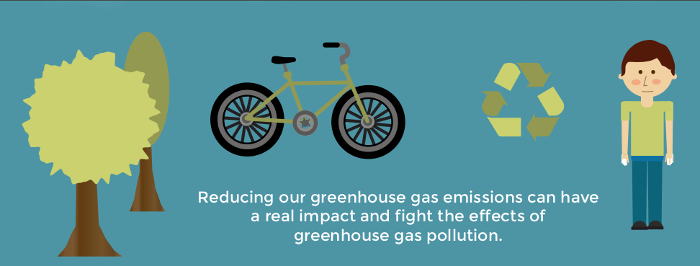 Reducing our greenhouse gas emissions can have
a real impact and fight the effects of
greenhouse gas pollution.